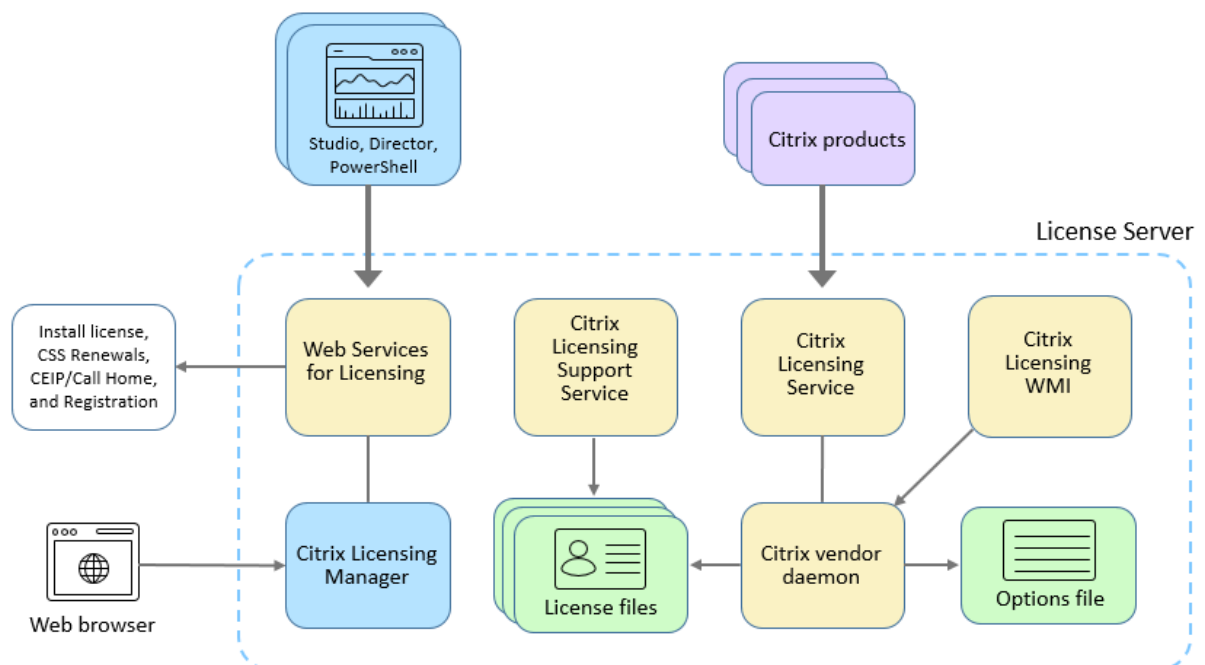 Studio, Director,
PowerShell
Citrix products
License Server
Install license,
CSS Renewals,
CEIP/Call Home,
and Registration
Web Services
for Licensing
Citrix
Licensing
Support
Service
Citrix
Licensing
Service
Citrix
Licensing
WMI
Web browser
Citrix Licensing
Manager
License files
Citrix vendor
daemon
Options file